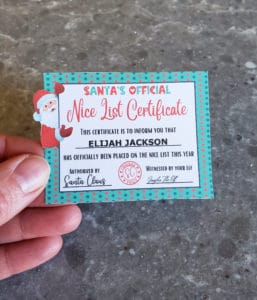 SANTA'S OFFICIAL
Nice List Certificate
THIS CERTIFICATE IS TO INFORM YOU THAT
ELIJAH JACKSON
HAS OFFICIALLY BEEN PLACED ON THE NICE LIST THIS YEAR
AUTHORISED BY
WITNESSED BY YOUR ELF
Santa Claus